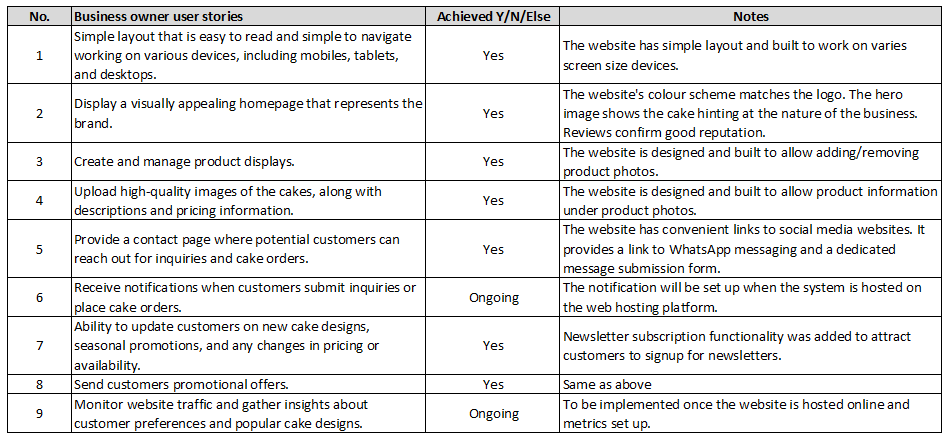 No. Business owner user stories Achieved Y/N/Else Notes
Simple layout that is easy to read and simple to navigate
working on various devices, including mobiles, tablets,
and desktops.
1
Yes
The website has simple layout and built to work on varies
screen size devices.
Display a visually appealing homepage that represents the
brand.
2
Yes
The website's colour scheme matches the logo. The hero
image shows the cake hinting at the nature of the business.
Reviews confirm good reputation.
3
Create and manage product displays.
Yes
The website is designed and built to allow adding/removing
product photos.
4
Upload high-quality images of the cakes, along with
descriptions and pricing information.
Yes
The website is designed and built to allow product information
under product photos.
5
Provide a contact page where potential customers can
reach out for inquiries and cake orders.
Yes
The website has convenient links to social media websites. It
provides a link to WhatsApp messaging and a dedicated
message submission form.
6
Receive notifications when customers submit inquiries or
place cake orders.
Ongoing
The notification will be set up when the system is hosted on
the web hosting platform.
7
Ability to update customers on new cake designs,
seasonal promotions, and any changes in pricing or
availability.
Yes
Newsletter subscription functionality was added to attract
customers to signup for newsletters.
8
Send customers promotional offers.
Yes
Same as above
9
Monitor website traffic and gather insights about
customer preferences and popular cake designs.
Ongoing
To be implemented once the website is hosted online and
metrics set up.